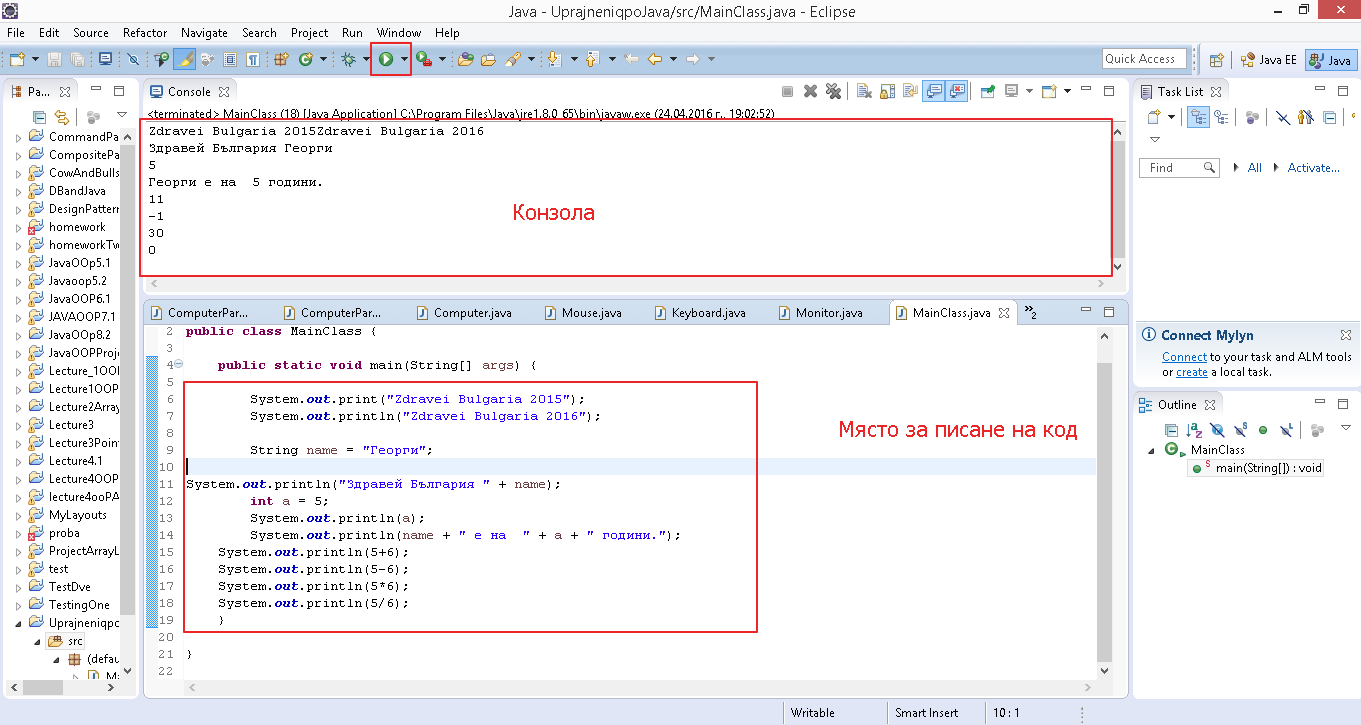 Java - UprajneniqpoJava/src/MainClass.java - Eclipse
File Edit Source Refactor Navigate Search Project Run Window Help
Quick Access
Java EE
Java
Pa...
CommandPa
CompositePa
CowAndBulls
DBandJava
DesignPattern
homework
homeworkTw
JavaOOp5.1
Javaoop5.2
JavaOOP6.1
JAVAOOP7.1
JavaOOp8.2
JavaOOPProj
Lecture_1OOI
Lecture1OOP
Lecture2Array
Lecture3
Lecture3Poin
Lecture4.1
Lecture4OOP
lecture4ooPA
MyLayouts
proba
ProjectArrayL
test
TestDve
TestingOne
Uprajneniqpo
src
(defau
Console
<terminated> MainClass (18) [Java Application] C:\Program Files\Java\jre1.8.0_65\bin\javaw.exe (24.04.2016 г., 19:02:52)
Zdravei Bulgaria 2015Zdravei Bulgaria 2016
Здравей България Георги
5
Георги е на  5 години.
11
-1
30
0
Конзола
ComputerPar... ComputerPar... Computer.java Mouse.java Keyboard.java Monitor.java MainClass.java »2
2 public class MainClass {
3
4 public static void main(String[] args) {
5
6 System.out.print("Zdravei Bulgaria 2015");
7 System.out.println("Zdravei Bulgaria 2016");
8
9 String name = "Георги";
10
11 System.out.println("Здравей България " + name);
12 int a = 5;
13 System.out.println(a);
14 System.out.println(name + " е на  " + a + " години.");
15 System.out.println(5+6);
16 System.out.println(5-6);
17 System.out.println(5*6);
18 System.out.println(5/6);
19 }
20
21 }
22
Място за писане на код
Task List
Find
All
Activate...
Connect Mylyn
Connect to your task and ALM tools
or create a local task.
Outline
MainClass
main(String[]) : void
Writable Smart Insert 10 : 1